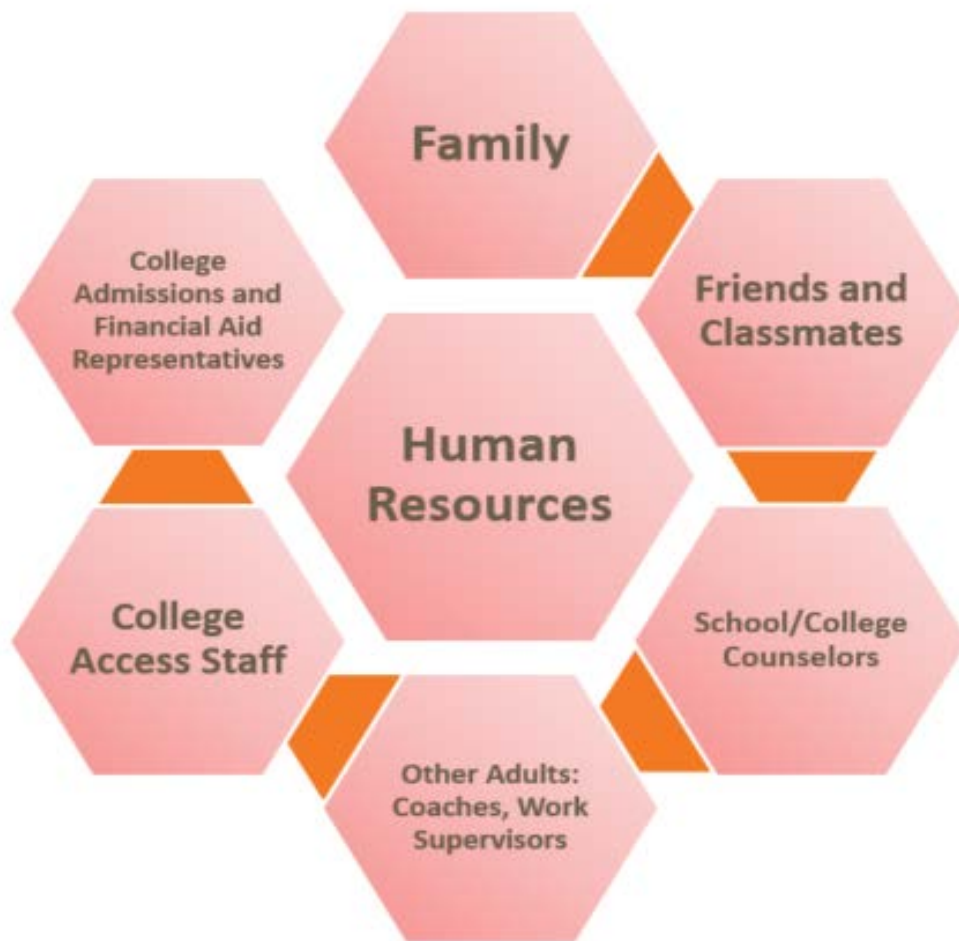 Family
Friends and
Classmates
School/College
Counselors
Other Adults:
Coaches, Work
Supervisors
College
Access Staff
College
Admissions and
Financial Aid
Representatives
Human
Resources